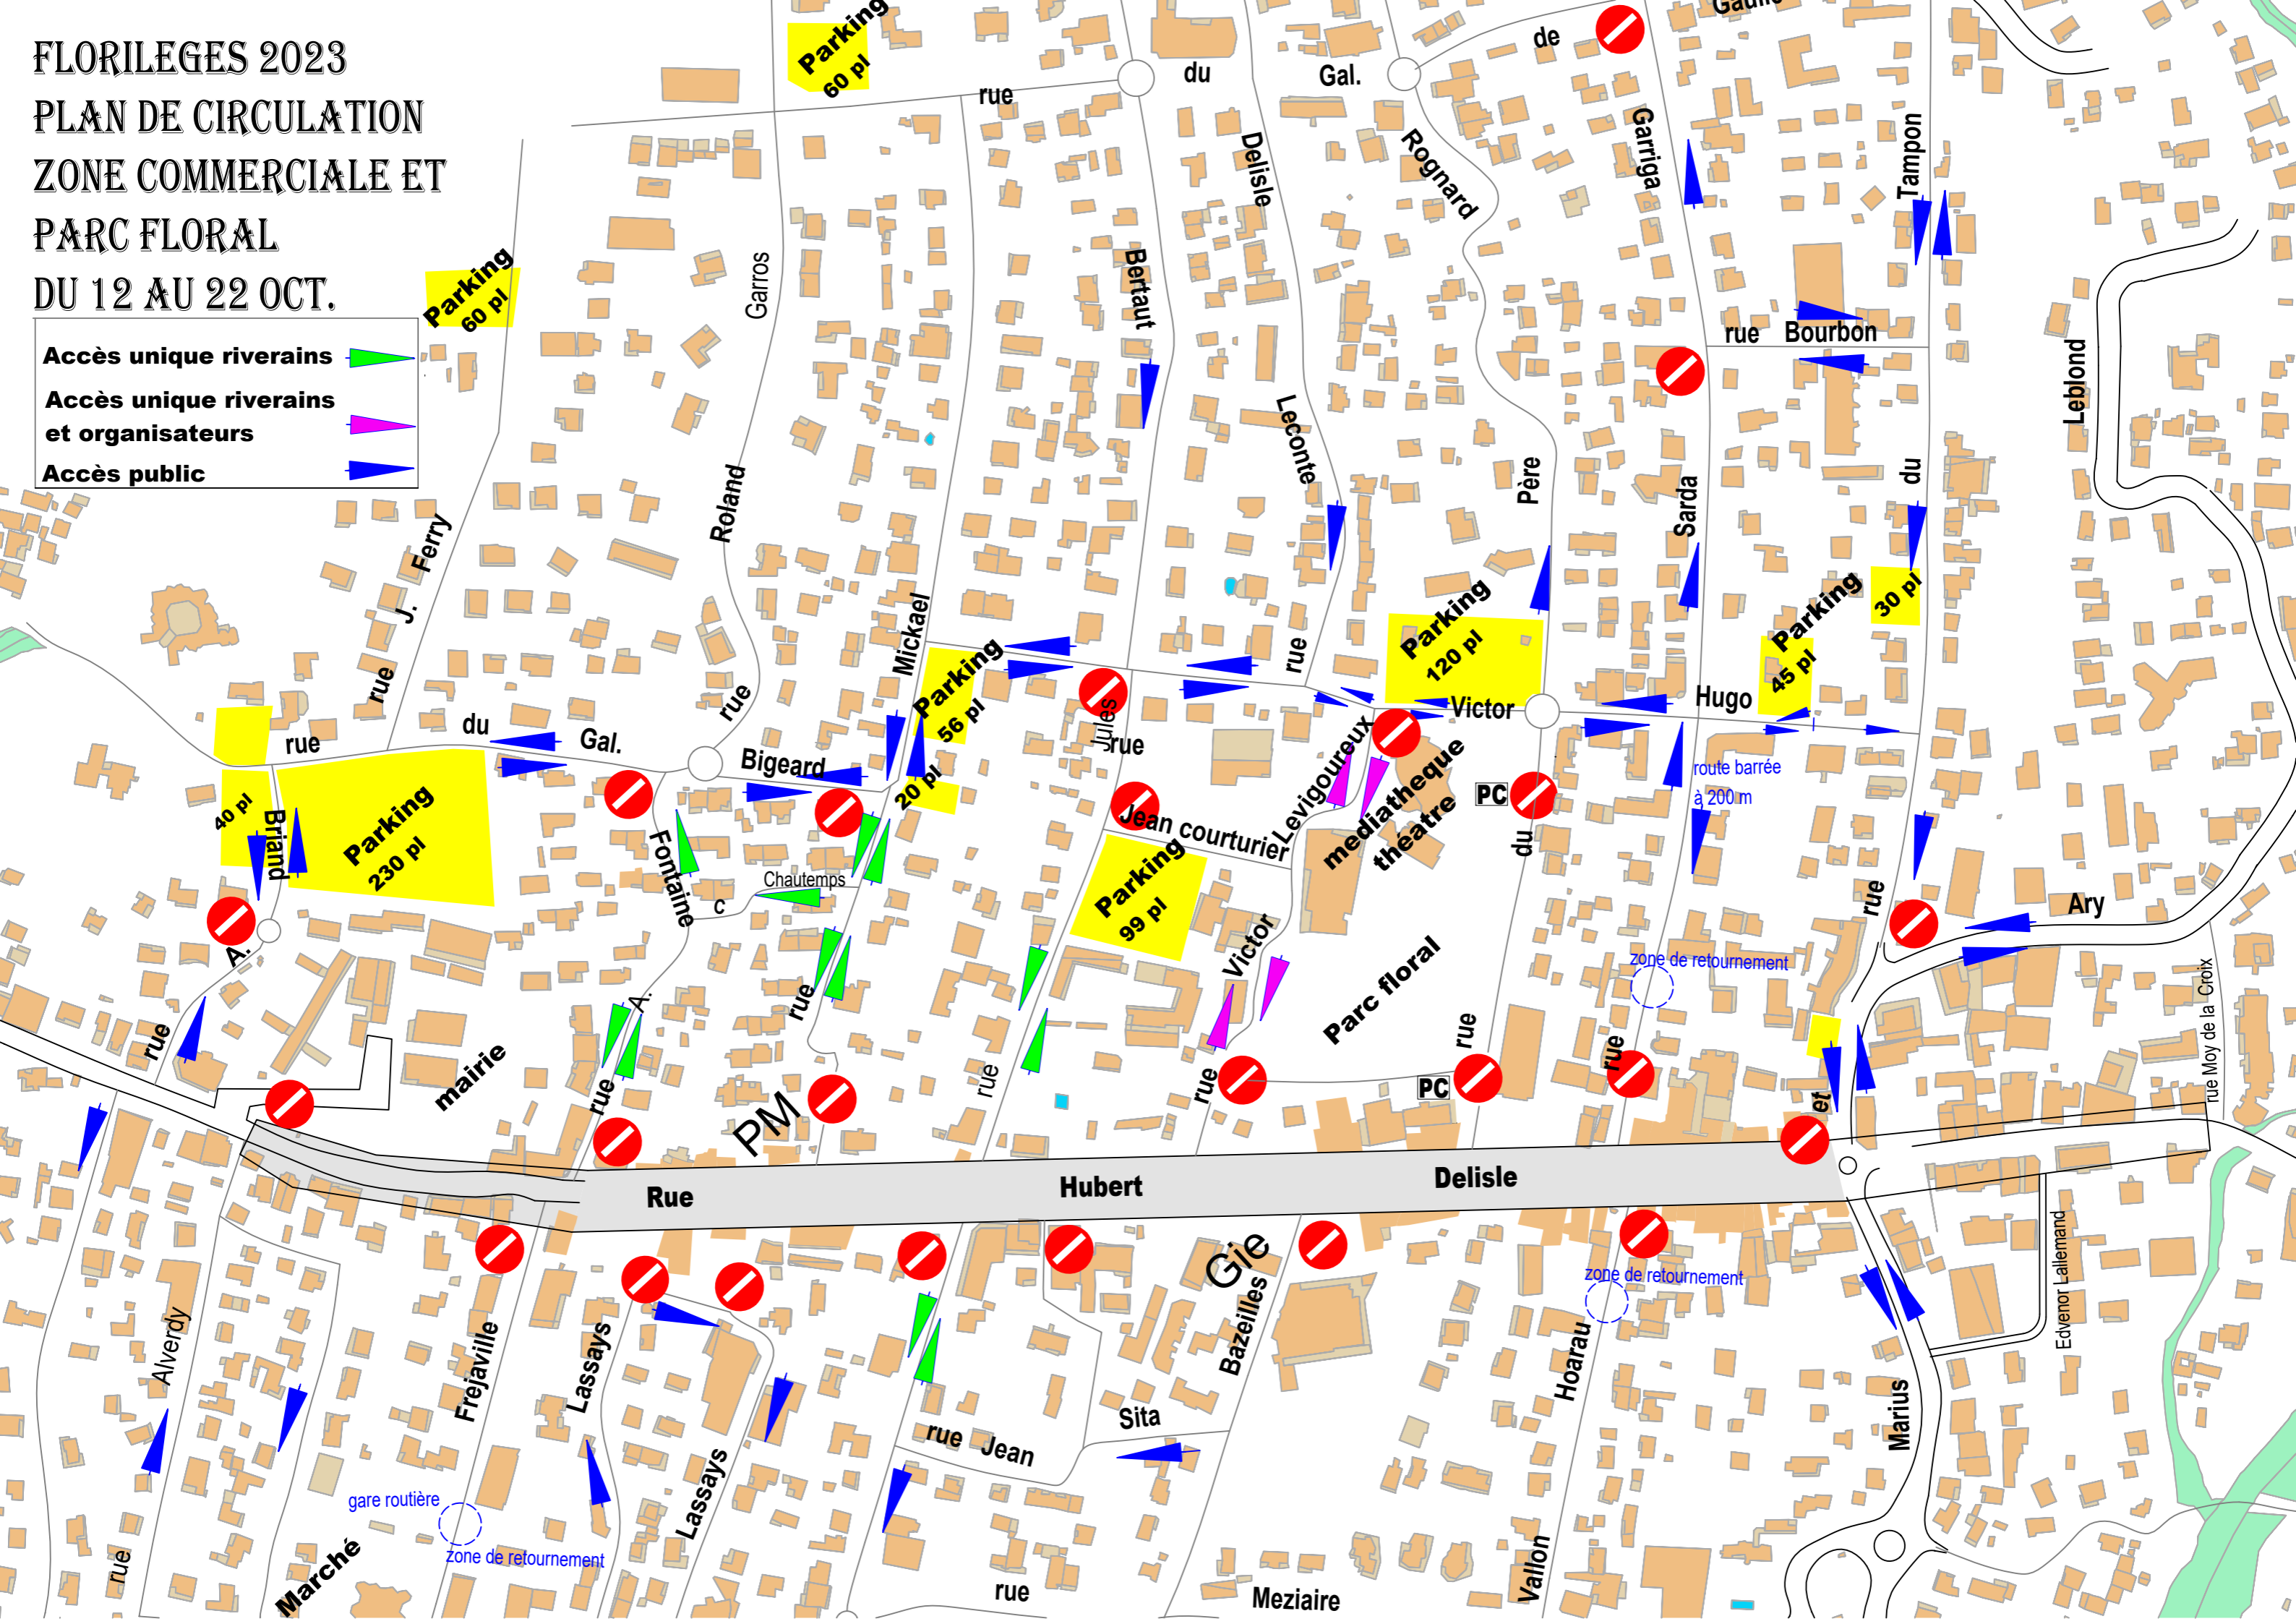 FLORILEGES 2023
PLAN DE CIRCULATION
ZONE COMMERCIALE ET
PARC FLORAL
DU 12 AU 22 OCT.
Accès unique riverains
Accès unique riverains
et organisateurs
Accès public
Parking
60 pl
rue
du
Gal.
de
Gaulle
Parking
60 pl
Garros
Roland
rue
Delisle
Leconte
rue
Rognard
Père
du
rue
Garriga
Sarda
Tampon
du
rue
Bertaut
Jules
rue
rue Bourbon
Leblond
Ary
J. Ferry
rue
Mickael
rue
Parking
56 pl
20 pl
Parking
120 pl
Parking
45 pl
30 pl
Victor
Hugo
rue
rue
du
Gal.
Bigeard
40 pl
Parking
230 pl
Briand
A.
rue
Fontaine
A.
rue
Chautemps
c
Jean courturier
Levigoureux
Victor
rue
mediatheque
théatre
PC
route barrée
à 200 m
Parking
99 pl
Parc floral
zone de retournement
rue
rue Moy de la Croix
mairie
PM
PC
et
Rue
Hubert
Delisle
Gie
Bazeilles
zone de retournement
Edvenor Lallemand
Alverdy
rue
Frejaville
Lassays
Lassays
rue Jean
Sita
Hoarau
Vallon
Marius
gare routière
zone de retournement
Marché
rue
Meziaire